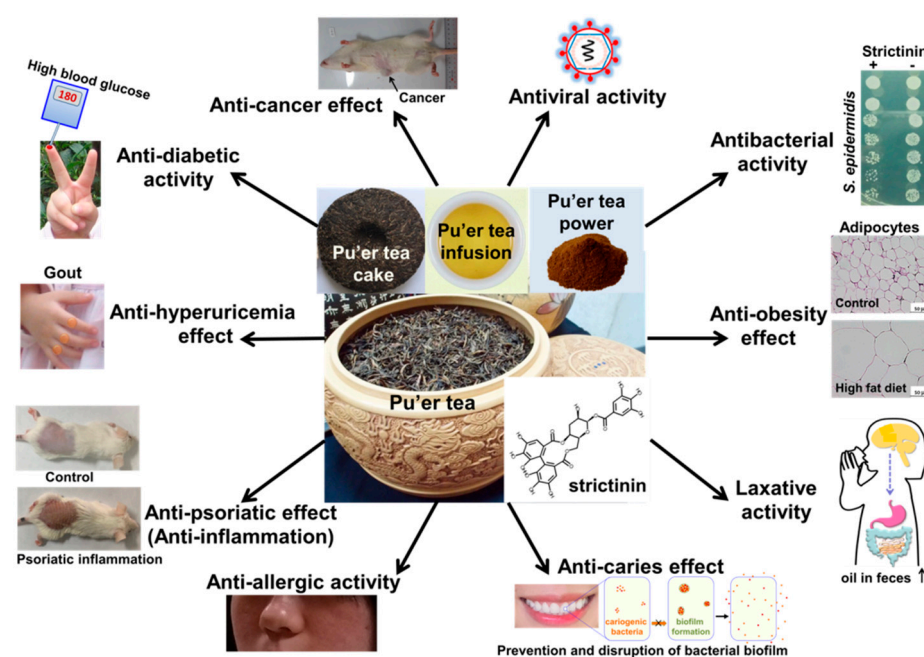 Strictinin
+ -
S. epidermidis
High blood glucose
180
Cancer
Anti-cancer effect
Antiviral activity
Antibacterial
activity
Anti-diabetic
activity
Pu'er tea
cake
Pu'er tea
infusion
Pu'er tea
power
Adipocytes
Control
50 µ
High fat diet
50 µ
Gout
Anti-hyperuricemia
effect
Anti-obesity
effect
Pu'er tea
strictinin
Control
Psoriatic inflammation
Anti-psoriatic effect
(Anti-inflammation)
Laxative
activity
oil in feces ↑
Anti-allergic activity
Anti-caries effect
cariogenic
bacteria
biofilm
formation
Prevention and disruption of bacterial biofilm